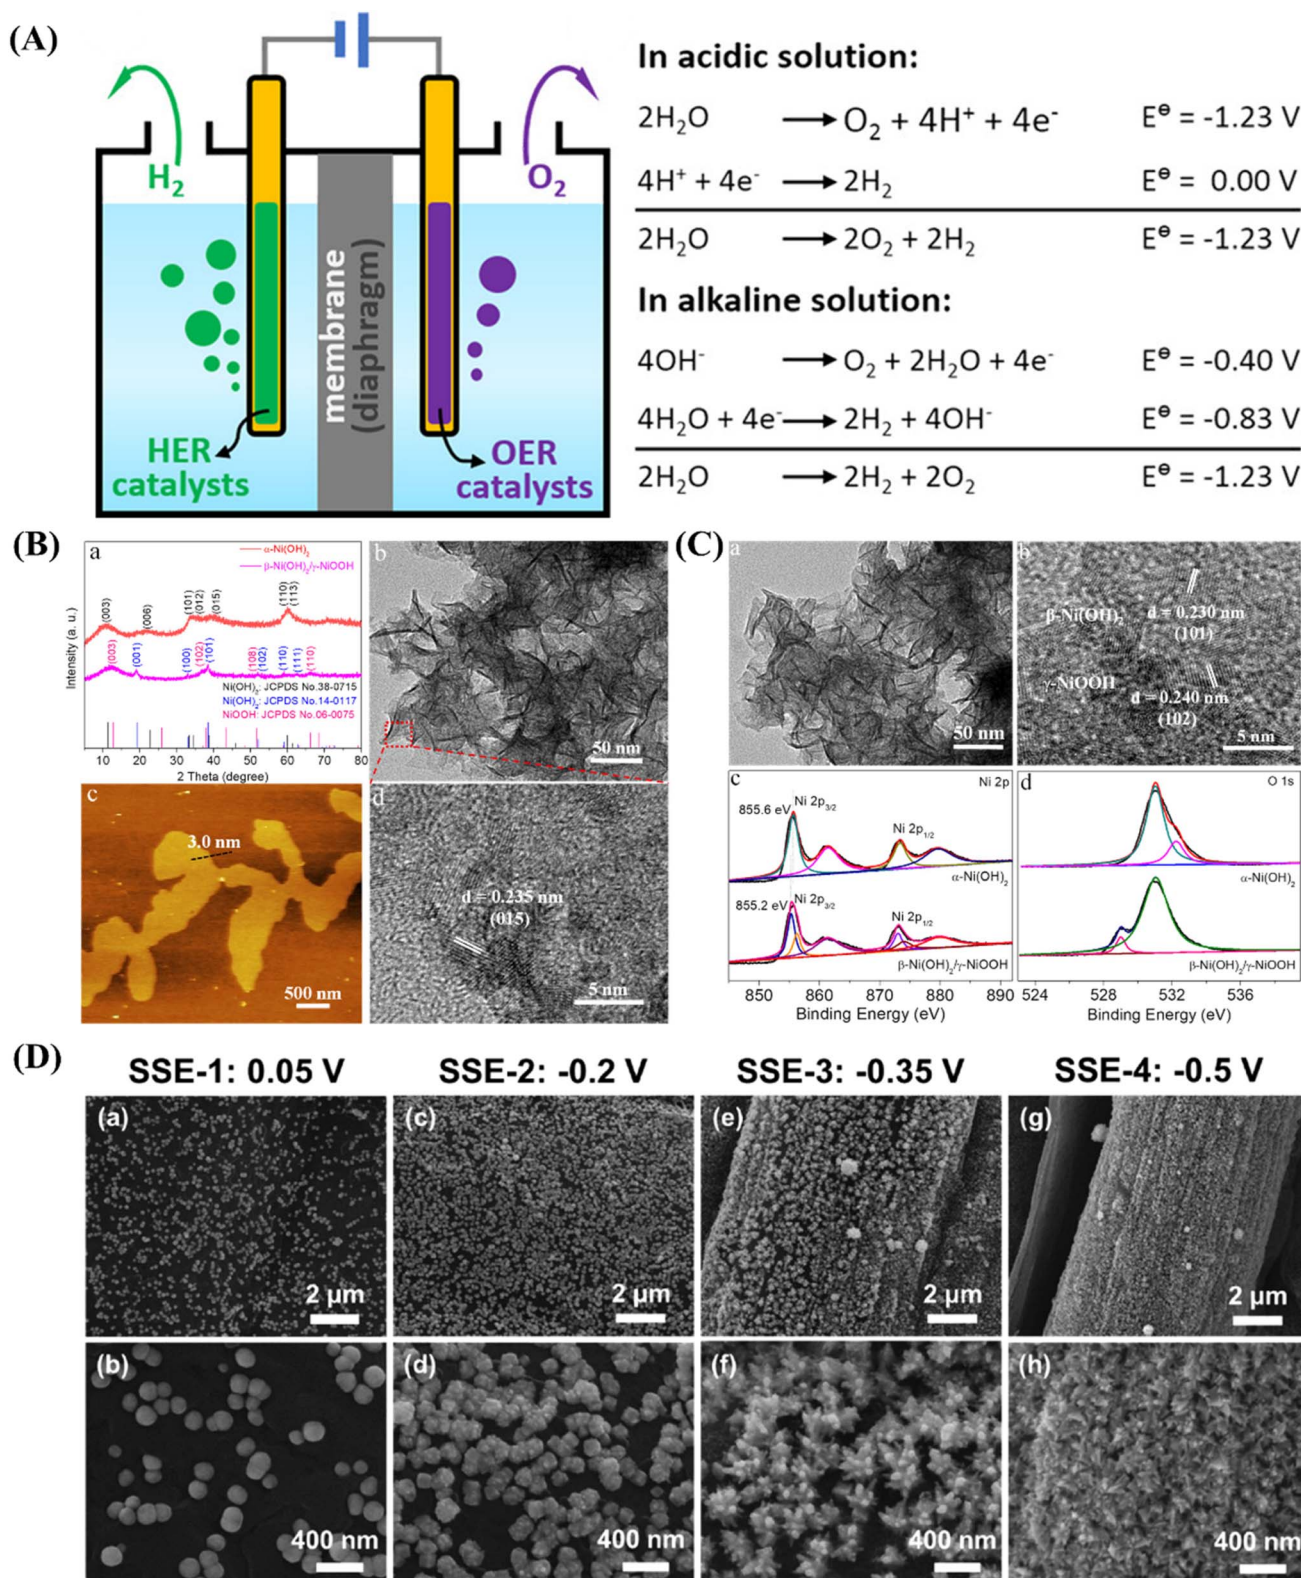 (A)
H₂
O₂
membrane
(diaphragm)
HER
catalysts
OER
catalysts
In acidic solution:
2H₂O → O₂ + 4H⁺ + 4e⁻ E⊖ = -1.23 V
4H⁺ + 4e⁻ → 2H₂ E⊖ = 0.00 V
2H₂O → 2O₂ + 2H₂ E⊖ = -1.23 V
In alkaline solution:
4OH⁻ → O₂ + 2H₂O + 4e⁻ E⊖ = -0.40 V
4H₂O + 4e⁻ → 2H₂ + 4OH⁻ E⊖ = -0.83 V
2H₂O → 2H₂ + 2O₂ E⊖ = -1.23 V
(B)
a
α-Ni(OH)₂
β-Ni(OH)₂/γ-NiOOH
(003) (006) (101) (012) (015) (110) (113)
(003) (001) (100) (102) (101) (108) (102) (110) (111) (110)
Ni(OH)₂: JCPDS No.38-0715
Ni(OH)₂: JCPDS No.14-0117
NiOOH: JCPDS No.06-0075
Intensity (a. u.)
10 20 30 40 50 60 70 80
2 Theta (degree)
b
50 nm
c
3.0 nm
500 nm
d
d = 0.235 nm
(015)
5 nm
(C)
a
50 nm
b
β-Ni(OH)₂
d = 0.230 nm
(101)
γ-NiOOH
d = 0.240 nm
(102)
5 nm
c
Ni 2p
855.6 eV
Ni 2p₃/₂
Ni 2p₁/₂
α-Ni(OH)₂
855.2 eV
Ni 2p₃/₂
Ni 2p₁/₂
β-Ni(OH)₂/γ-NiOOH
850 860 870 880 890
Binding Energy (eV)
d
O 1s
α-Ni(OH)₂
β-Ni(OH)₂/γ-NiOOH
524 528 532 536
Binding Energy (eV)
(D)
SSE-1: 0.05 V
SSE-2: -0.2 V
SSE-3: -0.35 V
SSE-4: -0.5 V
(a)
2 μm
(c)
2 μm
(e)
2 μm
(g)
2 μm
(b)
400 nm
(d)
400 nm
(f)
400 nm
(h)
400 nm